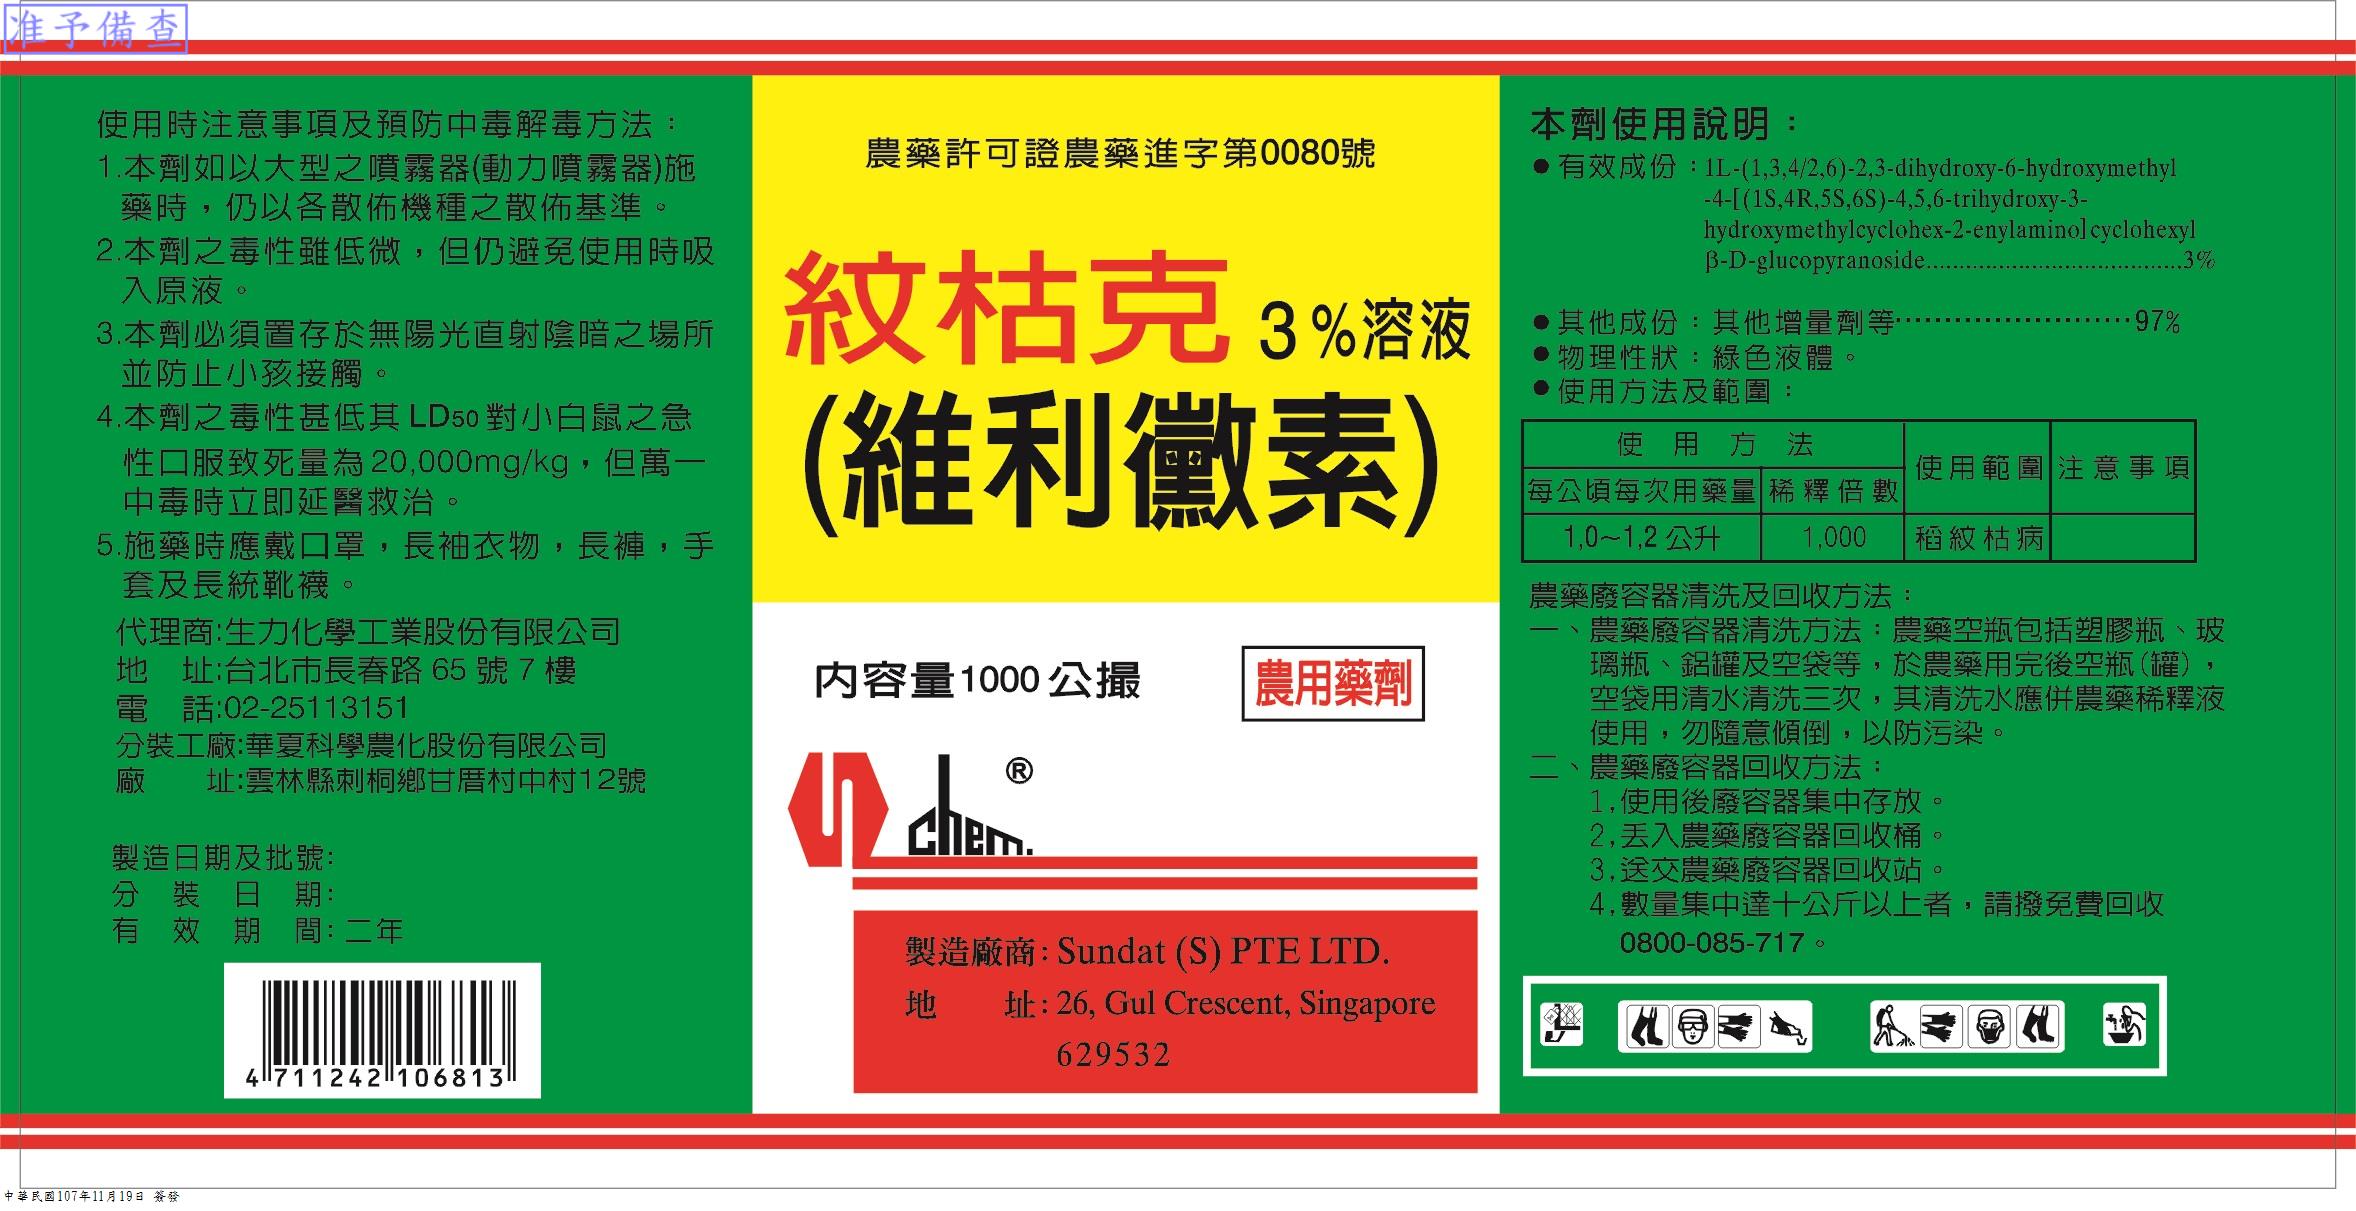 准予備查
使用時注意事項及預防中毒解毒方法：
1.本劑如以大型之噴霧器(動力噴霧器)施
藥時，仍以各散佈機種之散佈基準。
2.本劑之毒性雖低微，但仍避免使用時吸
入原液。
3.本劑必須置存於無陽光直射陰暗之場所
並防止小孩接觸。
4.本劑之毒性甚低其LD50對小白鼠之急
性口服致死量為20,000mg/kg，但萬一
中毒時立即延醫救治。
5.施藥時應戴口罩，長袖衣物，長褲，手
套及長統靴襪。
代理商:生力化學工業股份有限公司
地　址:台北市長春路65號7樓
電　話:02-25113151
分裝工廠:華夏科學農化股份有限公司
廠　　址:雲林縣刺桐鄉甘厝村中村12號
製造日期及批號:
分裝日期:
有效期間:二年
4 711242 106813
農藥許可證農藥進字第0080號
紋枯克 3%溶液
(維利黴素)
內容量1000公撮
農用藥劑
chem. ®
製造廠商: Sundat (S) PTE LTD.
地　　址: 26, Gul Crescent, Singapore
629532
本劑使用說明：
●有效成份：1L-(1,3,4/2,6)-2,3-dihydroxy-6-hydroxymethyl
-4-[(1S,4R,5S,6S)-4,5,6-trihydroxy-3-
hydroxymethylcyclohex-2-enylamino]cyclohexyl
β-D-glucopyranoside.......................................3%
●其他成份：其他增量劑等························97%
●物理性狀：綠色液體。
●使用方法及範圍：
使用方法 使用範圍 注意事項
每公頃每次用藥量 稀釋倍數
1,0~1,2公升 1,000 稻紋枯病
農藥廢容器清洗及回收方法：
一、農藥廢容器清洗方法：農藥空瓶包括塑膠瓶、玻
璃瓶、鋁罐及空袋等，於農藥用完後空瓶(罐)，
空袋用清水清洗三次，其清洗水應併農藥稀釋液
使用，勿隨意傾倒，以防污染。
二、農藥廢容器回收方法：
1,使用後廢容器集中存放。
2,丟入農藥廢容器回收桶。
3,送交農藥廢容器回收站。
4,數量集中達十公斤以上者，請撥免費回收
0800-085-717。
中華民國107年11月19日 簽發